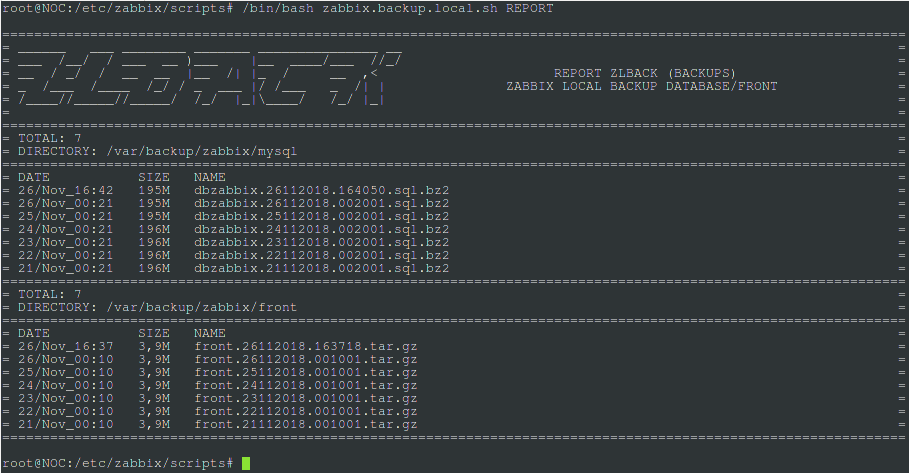 root@NOC:/etc/zabbix/scripts# /bin/bash zabbix.backup.local.sh REPORT
REPORT ZLBACK (BACKUPS)
ZABBIX LOCAL BACKUP DATABASE/FRONT
= TOTAL: 7 =
= DIRECTORY: /var/backup/zabbix/mysql =
= DATE SIZE NAME =
= 26/Nov_16:42 195M dbzabbix.26112018.164050.sql.bz2 =
= 26/Nov_00:21 195M dbzabbix.26112018.002001.sql.bz2 =
= 25/Nov_00:21 195M dbzabbix.25112018.002001.sql.bz2 =
= 24/Nov_00:21 196M dbzabbix.24112018.002001.sql.bz2 =
= 23/Nov_00:21 196M dbzabbix.23112018.002001.sql.bz2 =
= 22/Nov_00:21 196M dbzabbix.22112018.002001.sql.bz2 =
= 21/Nov_00:21 196M dbzabbix.21112018.002001.sql.bz2 =
= TOTAL: 7 =
= DIRECTORY: /var/backup/zabbix/front =
= DATE SIZE NAME =
= 26/Nov_16:37 3,9M front.26112018.163718.tar.gz =
= 26/Nov_00:10 3,9M front.26112018.001001.tar.gz =
= 25/Nov_00:10 3,9M front.25112018.001001.tar.gz =
= 24/Nov_00:10 3,9M front.24112018.001001.tar.gz =
= 23/Nov_00:10 3,9M front.23112018.001001.tar.gz =
= 22/Nov_00:10 3,9M front.22112018.001001.tar.gz =
= 21/Nov_00:10 3,9M front.21112018.001001.tar.gz =
root@NOC:/etc/zabbix/scripts#